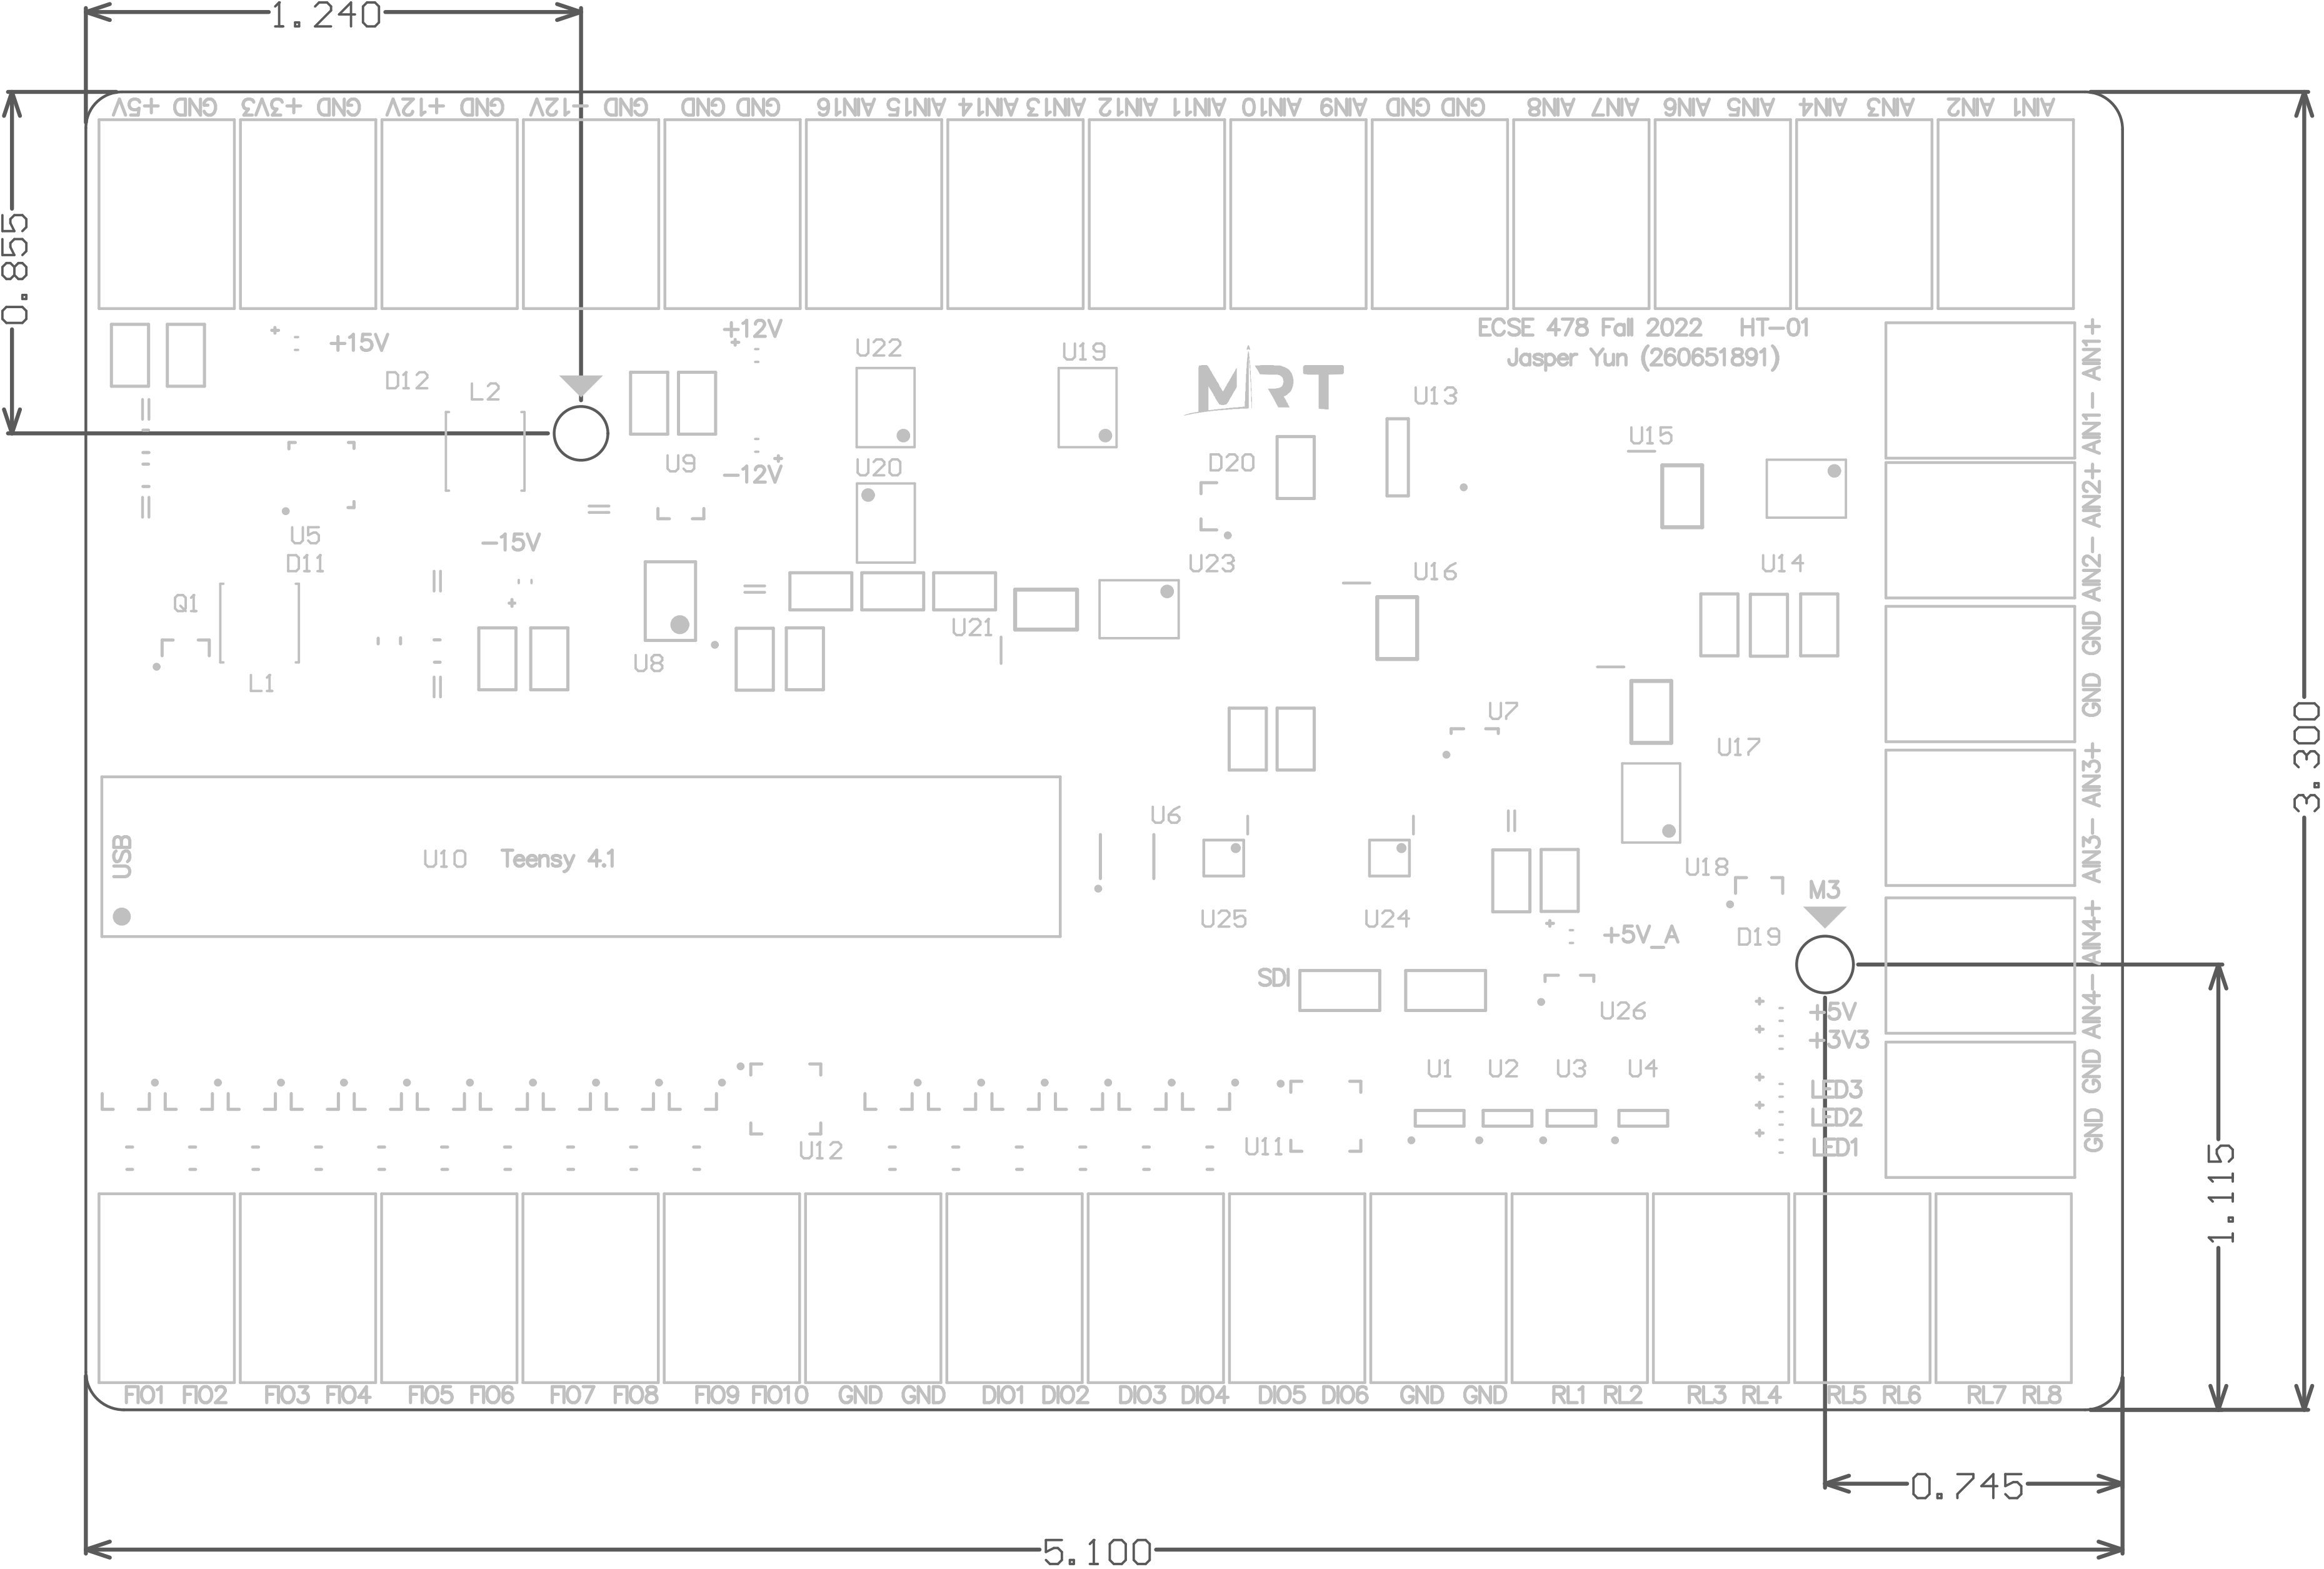 1.240
+5V GND +3V3 GND +12V GND -12V GND GND GND AIN16 AIN15 AIN14 AIN13 AIN12 AIN11 AIN10 AIN9 GND GND AIN8 AIN7 AIN6 AIN5 AIN4 AIN3 AIN2 AIN1
0.855
+15V
+12V
ECSE 478 Fall 2022 HT-01
Jasper Yun (260651891)
MRT
D12
L2
U22
U19
U13
U15
U9
-12V
U20
D20
U5
-15V
D11
U23
U16
U14
Q1
U21
L1
U8
U7
U17
AIN1- AIN1+
AIN2- AIN2+
GND GND
AIN3- AIN3+
AIN4- AIN4+
GND GND
3.300
USB
U10
Teensy 4.1
U6
U18
M3
U25
U24
+5V_A
D19
SDI
U26
+5V
+3V3
U1
U2
U3
U4
LED3
LED2
LED1
U12
U11
1.115
FIO1 FIO2 FIO3 FIO4 FIO5 FIO6 FIO7 FIO8 FIO9 FIO10 GND GND DIO1 DIO2 DIO3 DIO4 DIO5 DIO6 GND GND RL1 RL2 RL3 RL4 RL5 RL6 RL7 RL8
0.745
5.100